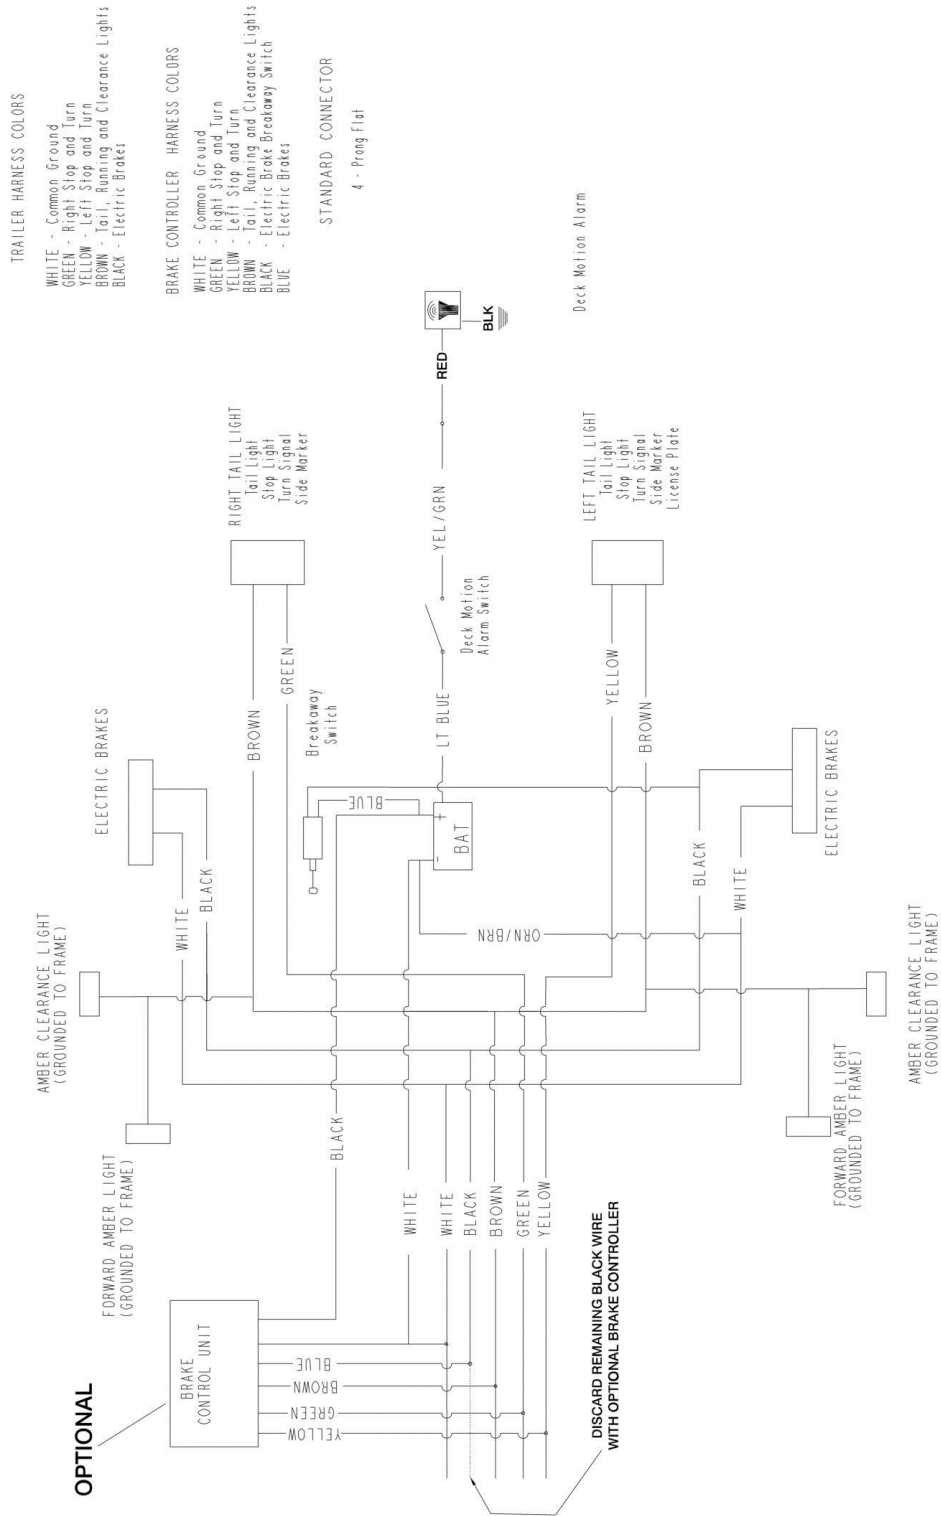 TRAILER HARNESS COLORS
WHITE - Common Ground
GREEN - Right Stop and Turn
YELLOW - Left Stop and Turn
BROWN - Tail, Running and Clearance Lights
BLACK - Electric Brakes
BRAKE CONTROLLER HARNESS COLORS
WHITE - Common Ground
GREEN - Right Stop and Turn
YELLOW - Left Stop and Turn
BROWN - Tail, Running and Clearance Lights
BLACK - Electric Brake Breakaway Switch
BLUE - Electric Brakes
STANDARD CONNECTOR
4 - Prong Flat
OPTIONAL
BRAKE
CONTROL UNIT
BLUE
BROWN
GREEN
YELLOW
FORWARD AMBER LIGHT
(GROUNDED TO FRAME)
AMBER CLEARANCE LIGHT
(GROUNDED TO FRAME)
ELECTRIC BRAKES
WHITE
BLACK
RIGHT TAIL LIGHT
Tail Light
Stop Light
Turn Signal
Side Marker
BROWN
GREEN
Breakaway
Switch
BLUE
BLACK
WHITE
WHITE
BLACK
BROWN
GREEN
YELLOW
BAT
+
-
ORN/BRN
LT BLUE
Deck Motion
Alarm Switch
YEL/GRN
RED
BLK
Deck Motion Alarm
LEFT TAIL LIGHT
Tail Light
Stop Light
Turn Signal
Side Marker
License Plate
YELLOW
BROWN
BLACK
WHITE
ELECTRIC BRAKES
FORWARD AMBER LIGHT
(GROUNDED TO FRAME)
AMBER CLEARANCE LIGHT
(GROUNDED TO FRAME)
DISCARD REMAINING BLACK WIRE
WITH OPTIONAL BRAKE CONTROLLER